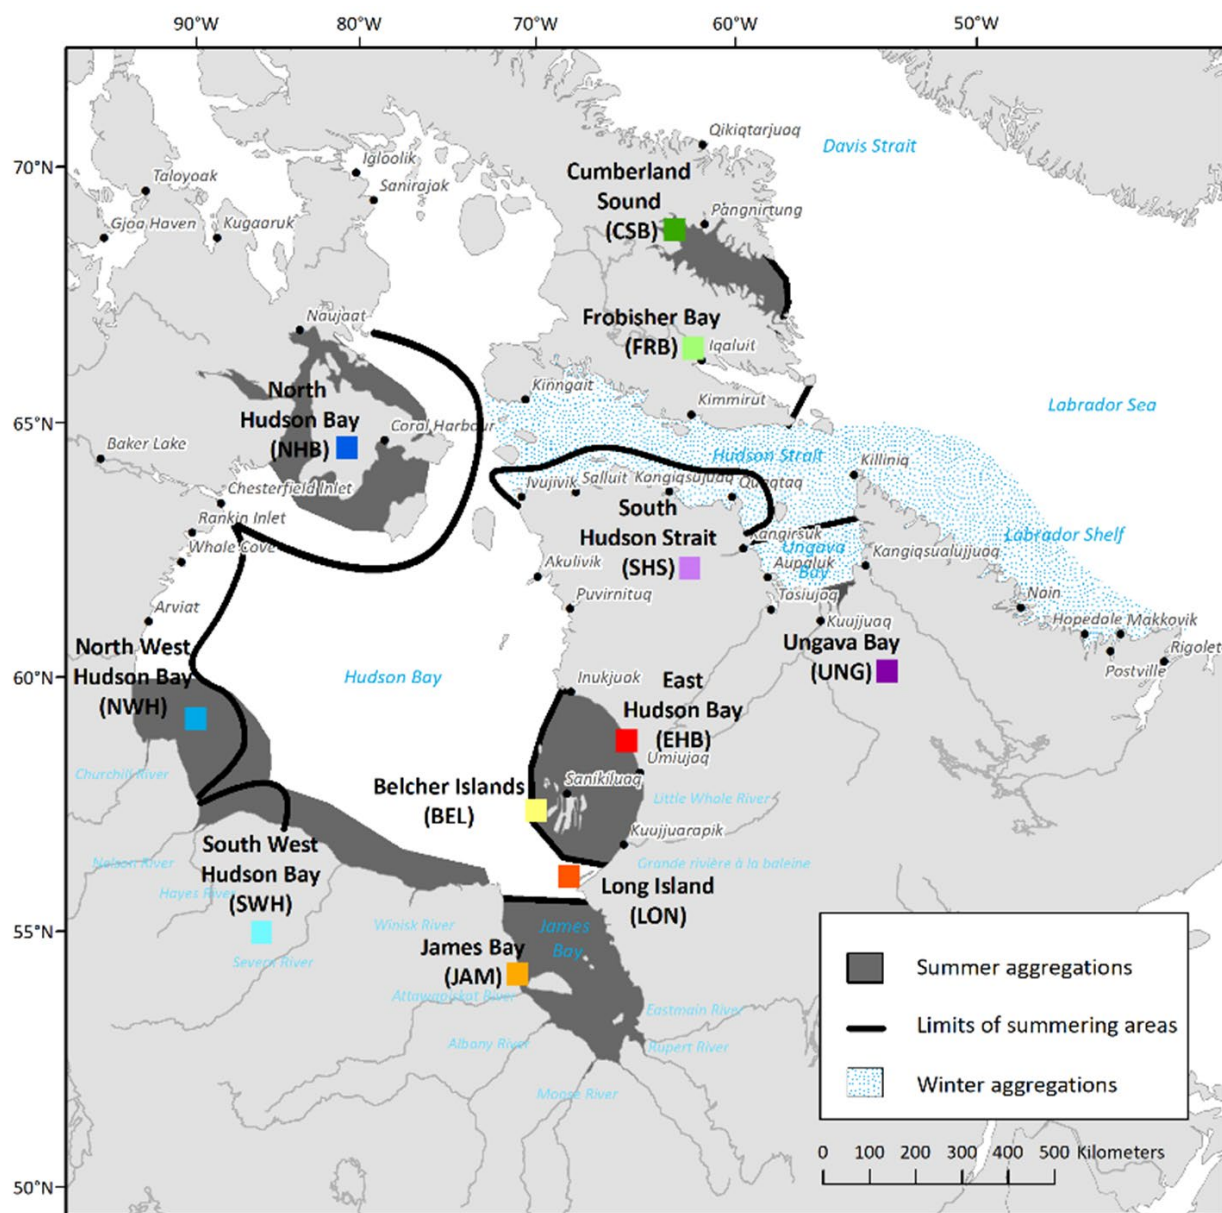 90°W
80°W
70°W
60°W
50°W
70°N
65°N
60°N
55°N
50°N
Qikiqtarjuaq
Davis Strait
Igloolik
Sanirajak
Taloyoak
Gjoa Haven
Kugaaruk
Cumberland
Sound
(CSB)
Pangnirtung
Naujaat
Frobisher Bay
(FRB)
Iqaluit
Kinngait
Kimmirut
Labrador Sea
North
Hudson Bay
(NHB)
Coral Harbour
Baker Lake
Hudson Strait
Killiniq
Chesterfield Inlet
Rankin Inlet
Whale Cove
Ivujivik
Salluit
Kangiqsujuaq
Quaqtaq
South
Hudson Strait
(SHS)
Kangirsuk
Ungava
Bay
Aupaluk
Tasiujaq
Kangiqsualujjuaq
Labrador Shelf
Akulivik
Puvirnituq
Kuujjuaq
Nain
Hopedale
Makkovik
Rigolet
Postville
Arviat
North West
Hudson Bay
(NWH)
Hudson Bay
Inukjuak
East
Hudson Bay
(EHB)
Ungava Bay
(UNG)
Churchill River
Umiujaq
Sanikiluaq
Belcher Islands
(BEL)
Little Whale River
Kuujjuarapik
Grande rivière à la baleine
South West
Hudson Bay
(SWH)
Nelson River
Hayes River
Severn River
Winisk River
Long Island
(LON)
James
Bay
James Bay
(JAM)
Attawapiskat River
Eastmain River
Albany River
Rupert River
Moose River
Summer aggregations
Limits of summering areas
Winter aggregations
0 100 200 300 400 500 Kilometers